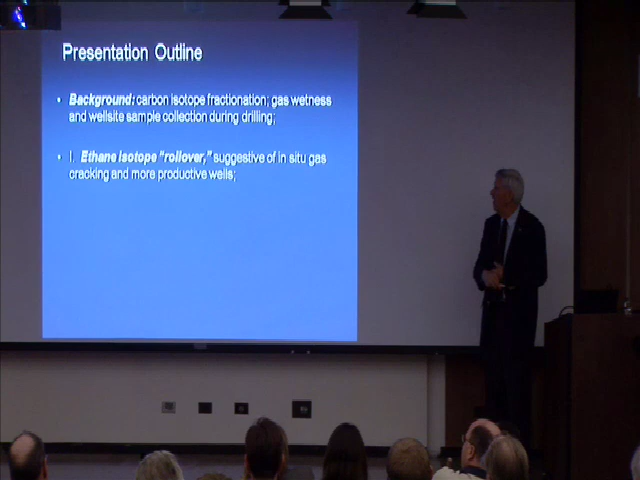 Presentation Outline
• Background: carbon isotope fractionation; gas wetness
and wellsite sample collection during drilling;
• I. Ethane isotope "rollover," suggestive of in situ gas
cracking and more productive wells;